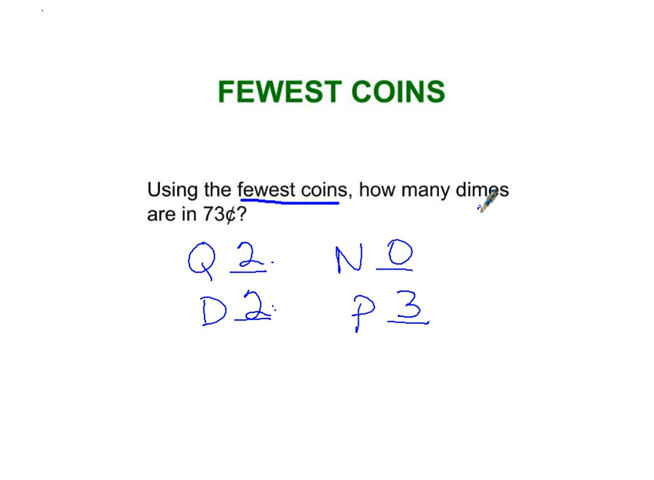 FEWEST COINS
Using the fewest coins, how many dimes
are in 73¢?
Q 2 N 0
D 2 P 3